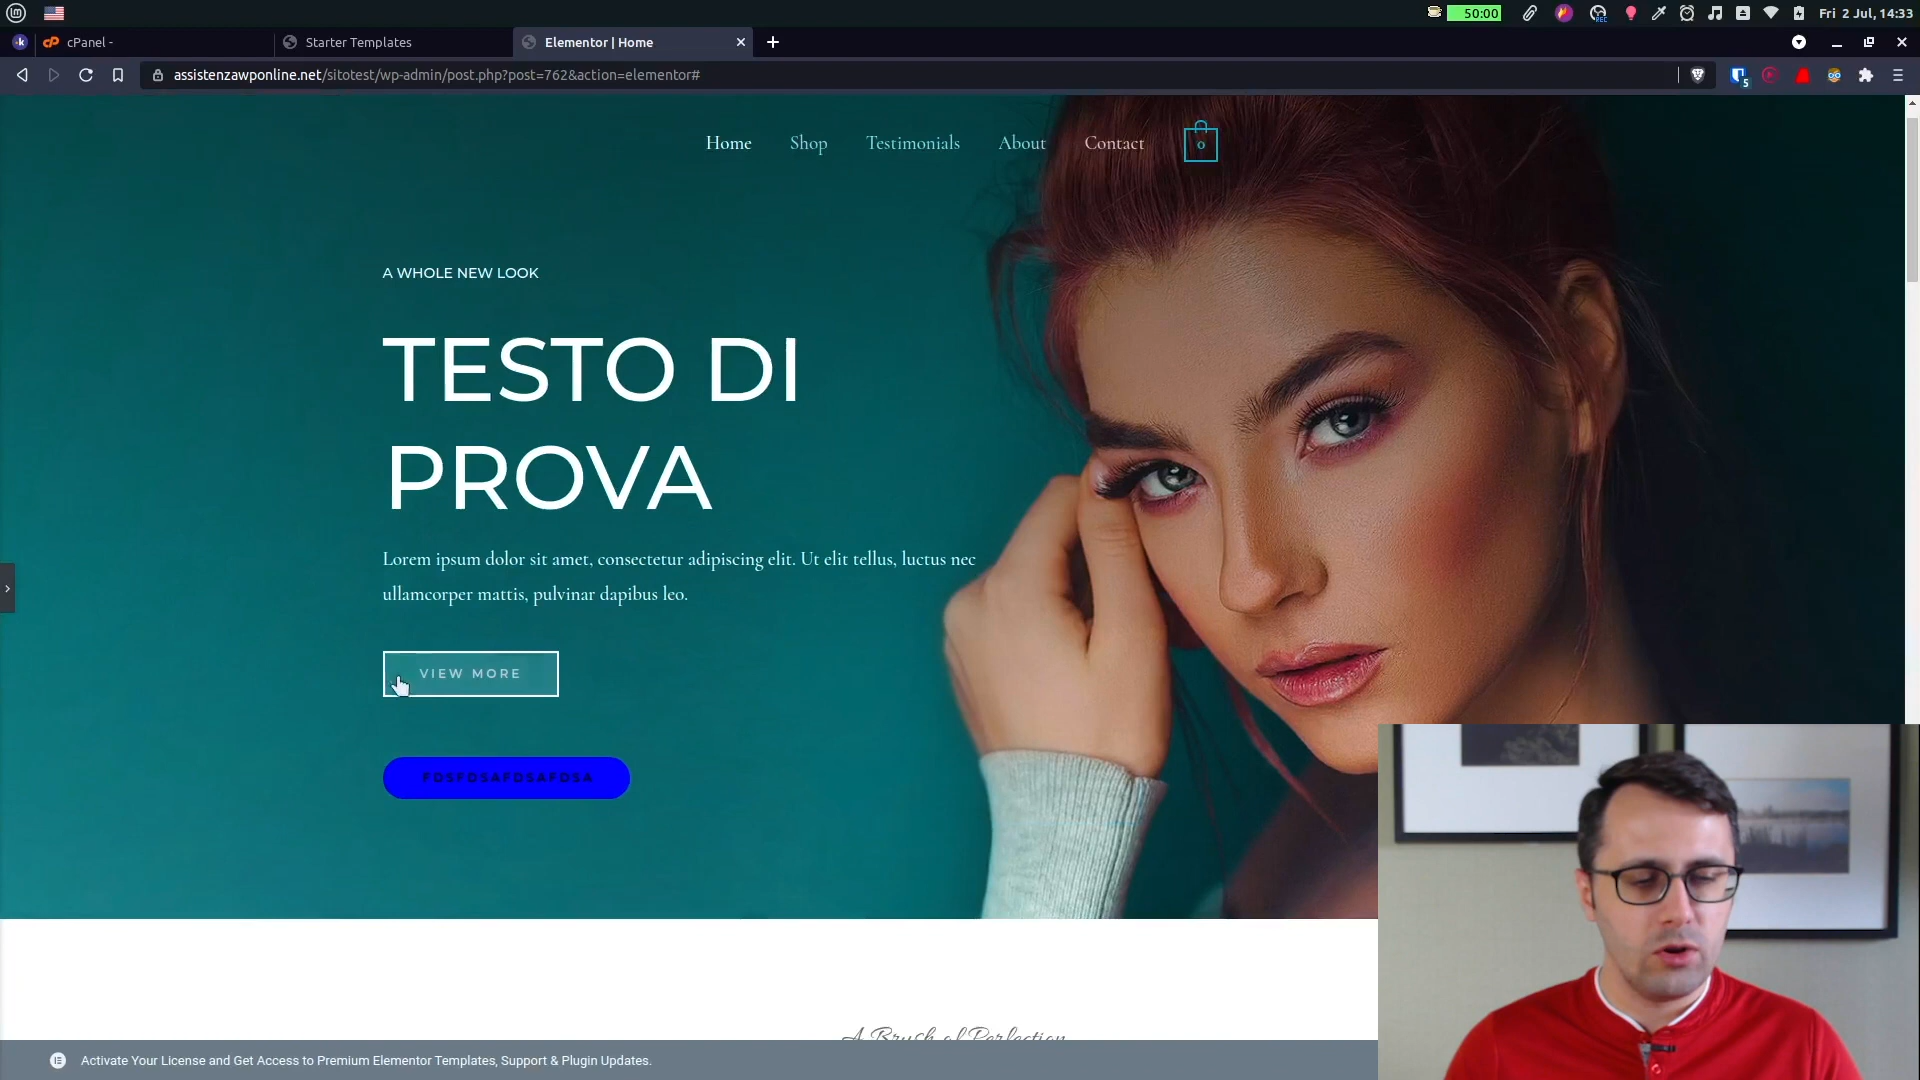 50:00
REC
Fri 2 Jul, 14:33
k
cP
cPanel -
Starter Templates
Elementor | Home
assistenzawponline.net/sitotest/wp-admin/post.php?post=762&action=elementor#
5
Home
Shop
Testimonials
About
Contact
0
A WHOLE NEW LOOK
TESTO DI
PROVA
Lorem ipsum dolor sit amet, consectetur adipiscing elit. Ut elit tellus, luctus nec
ullamcorper mattis, pulvinar dapibus leo.
VIEW MORE
FDSFDSAFDSAFDSA
A Brush of Perfection
Activate Your License and Get Access to Premium Elementor Templates, Support & Plugin Updates.